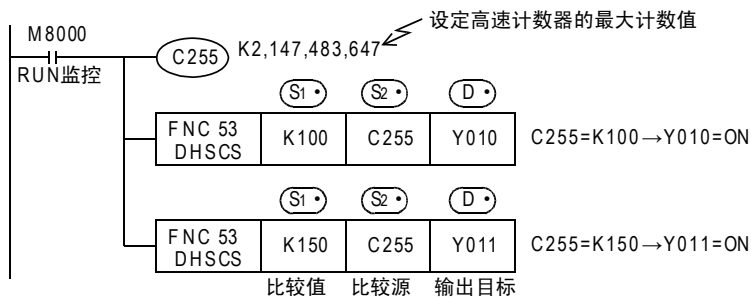 设定高速计数器的最大计数值
M8000
C255 K2,147,483,647
RUN监控
S1• S2• D•
FNC 53 DHSCS K100 C255 Y010 C255=K100→Y010=ON
S1• S2• D•
FNC 53 DHSCS K150 C255 Y011 C255=K150→Y011=ON
比较值 比较源 输出目标